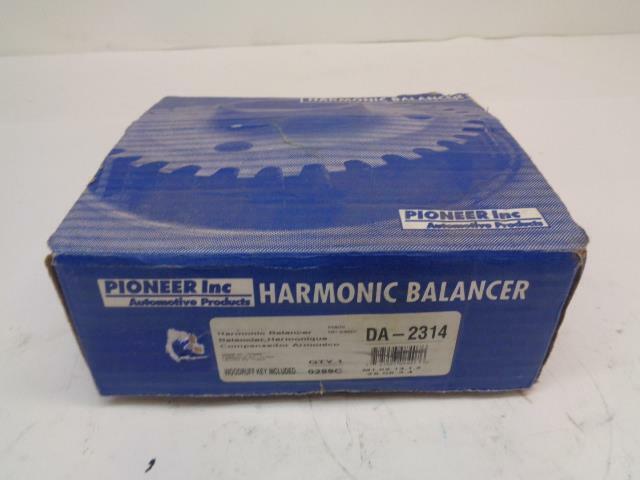 HARMONIC BALANCER
PIONEER Inc
Automotive Products
PIONEER Inc
Automotive Products
HARMONIC BALANCER
Harmonic Balancer
Balancier, Harmonique
Compensador Armonico
DA-2314
QTY. 1
WOODRUFF KEY INCLUDED